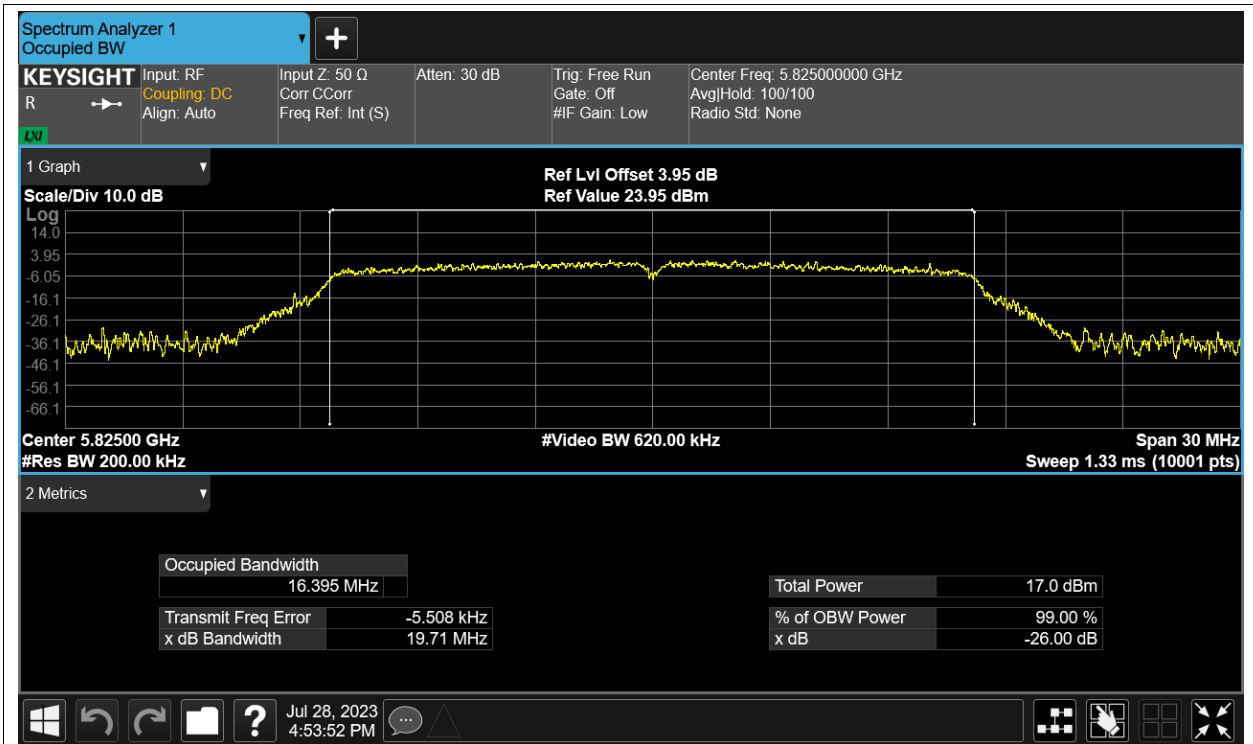 Spectrum Analyzer 1
Occupied BW
KEYSIGHT Input: RF Input Z: 50 Ω Atten: 30 dB Trig: Free Run Center Freq: 5.825000000 GHz
R Coupling: DC Corr CCorr Gate: Off Avg|Hold: 100/100
Align: Auto Freq Ref: Int (S) #IF Gain: Low Radio Std: None
LXI
1 Graph
Ref Lvl Offset 3.95 dB
Scale/Div 10.0 dB Ref Value 23.95 dBm
Log
14.0
3.95
-6.05
-16.1
-26.1
-36.1
-46.1
-56.1
-66.1
Center 5.82500 GHz #Video BW 620.00 kHz Span 30 MHz
#Res BW 200.00 kHz Sweep 1.33 ms (10001 pts)
2 Metrics
Occupied Bandwidth
16.395 MHz Total Power 17.0 dBm
Transmit Freq Error -5.508 kHz % of OBW Power 99.00 %
x dB Bandwidth 19.71 MHz x dB -26.00 dB
? Jul 28, 2023
4:53:52 PM